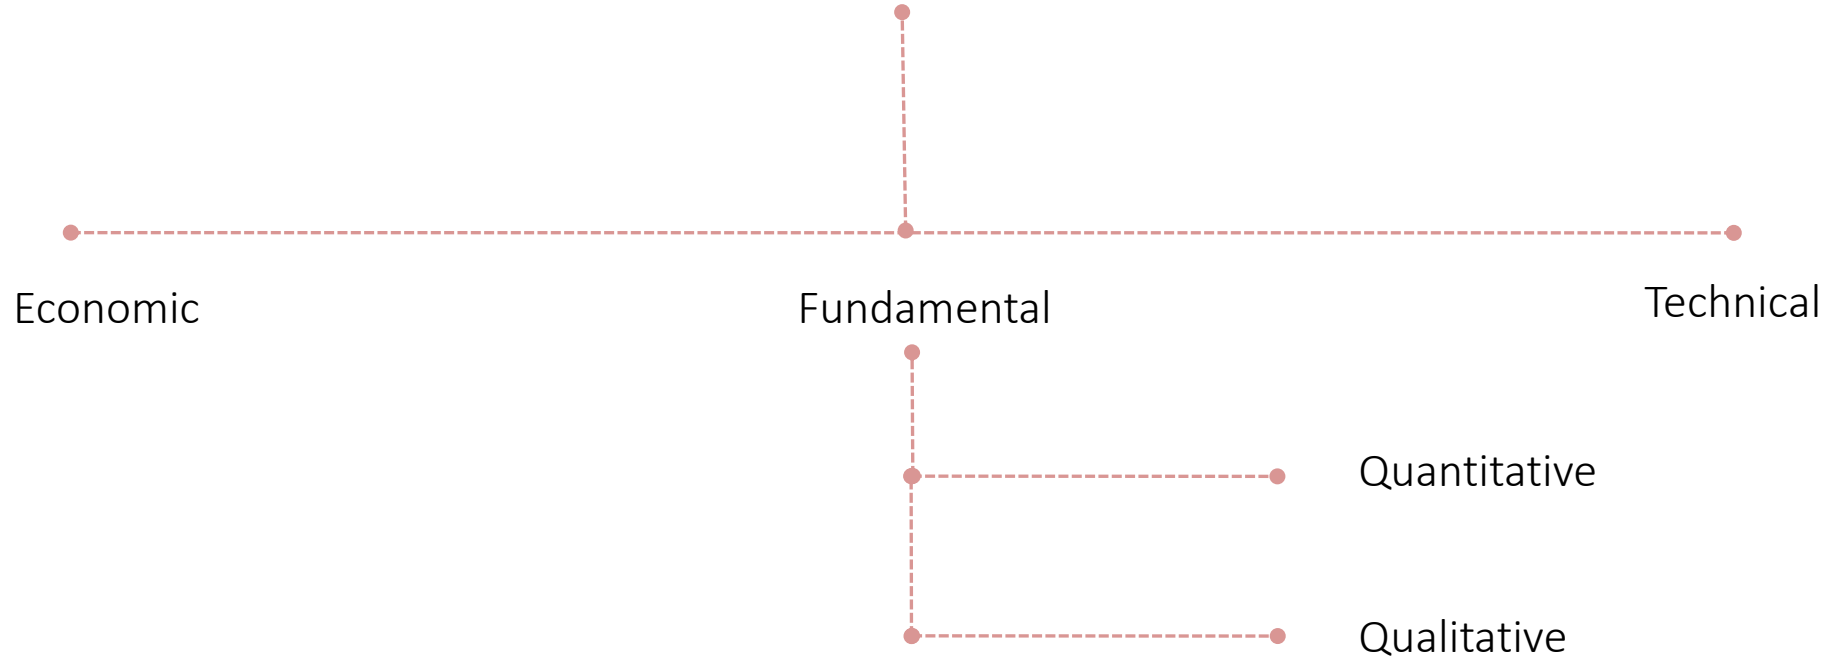 Economic
Fundamental
Technical
Quantitative
Qualitative